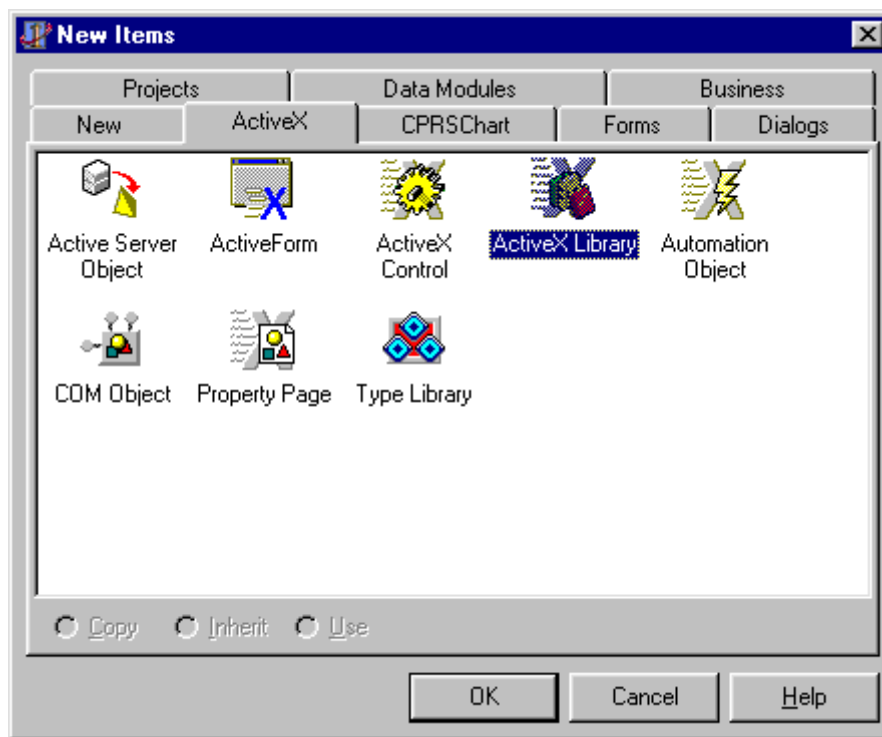 New Items
Projects Data Modules Business
New ActiveX CPRSChart Forms Dialogs
Active Server ActiveForm ActiveX ActiveX Library Automation
Object Control Object
COM Object Property Page Type Library
Copy Inherit Use
OK Cancel Help